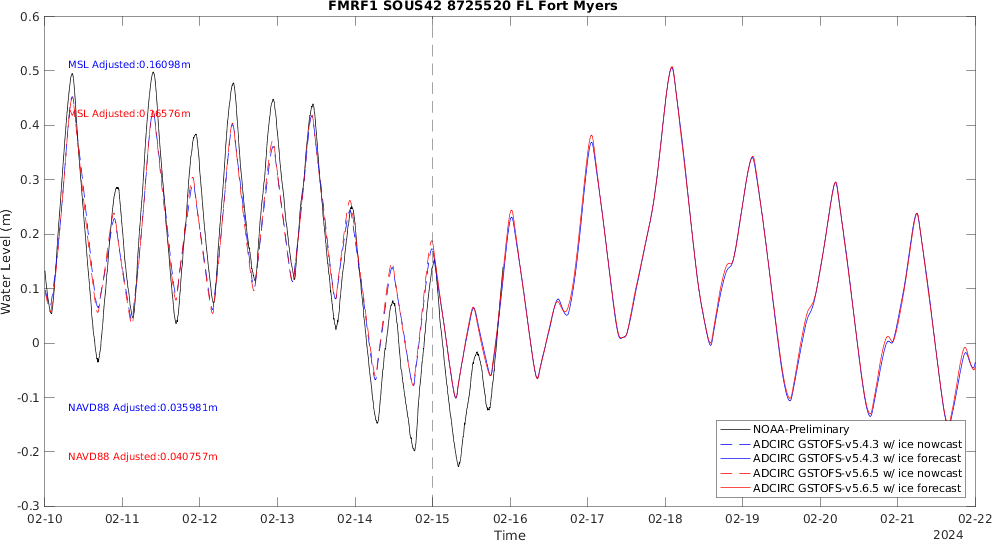 FMRF1 SOUS42 8725520 FL Fort Myers
0.6
0.5
0.4
0.3
0.2
0.1
0
-0.1
-0.2
-0.3
Water Level (m)
MSL Adjusted:0.16098m
MSL Adjusted:0.16576m
NAVD88 Adjusted:0.035981m
NAVD88 Adjusted:0.040757m
NOAA-Preliminary
ADCIRC GSTOFS-v5.4.3 w/ ice nowcast
ADCIRC GSTOFS-v5.4.3 w/ ice forecast
ADCIRC GSTOFS-v5.6.5 w/ ice nowcast
ADCIRC GSTOFS-v5.6.5 w/ ice forecast
02-10 02-11 02-12 02-13 02-14 02-15 02-16 02-17 02-18 02-19 02-20 02-21 02-22
Time
2024